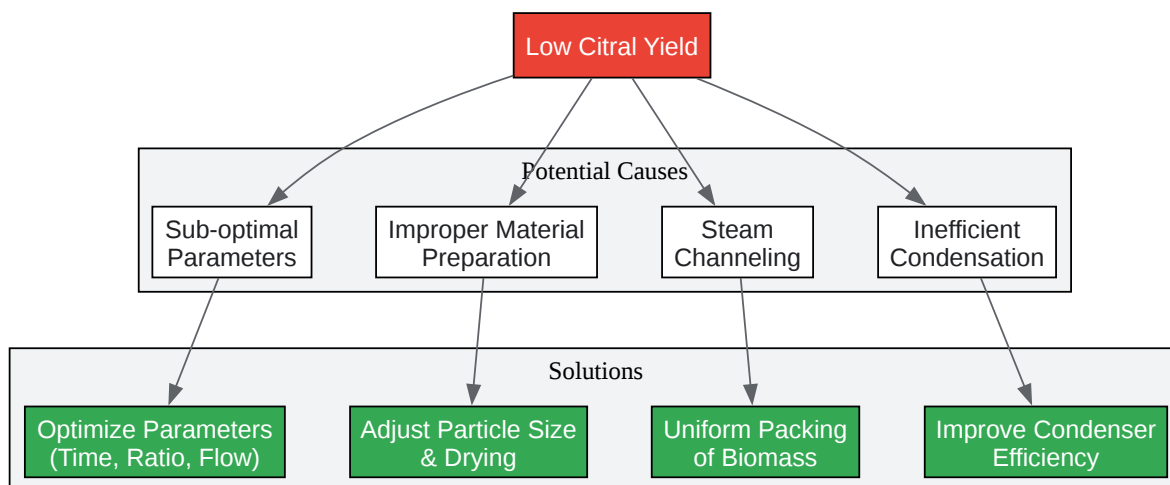 Low Citral Yield
Potential Causes
Sub-optimal
Parameters
Improper Material
Preparation
Steam
Channeling
Inefficient
Condensation
Solutions
Optimize Parameters
(Time, Ratio, Flow)
Adjust Particle Size
& Drying
Uniform Packing
of Biomass
Improve Condenser
Efficiency